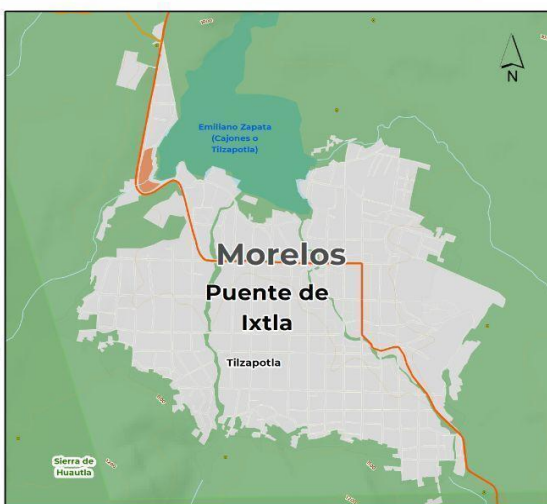 N
Emiliano Zapata
(Cajones o
Tilzapotla)
Morelos
Puente de
Ixtla
Tilzapotla
Sierra de
Huautla